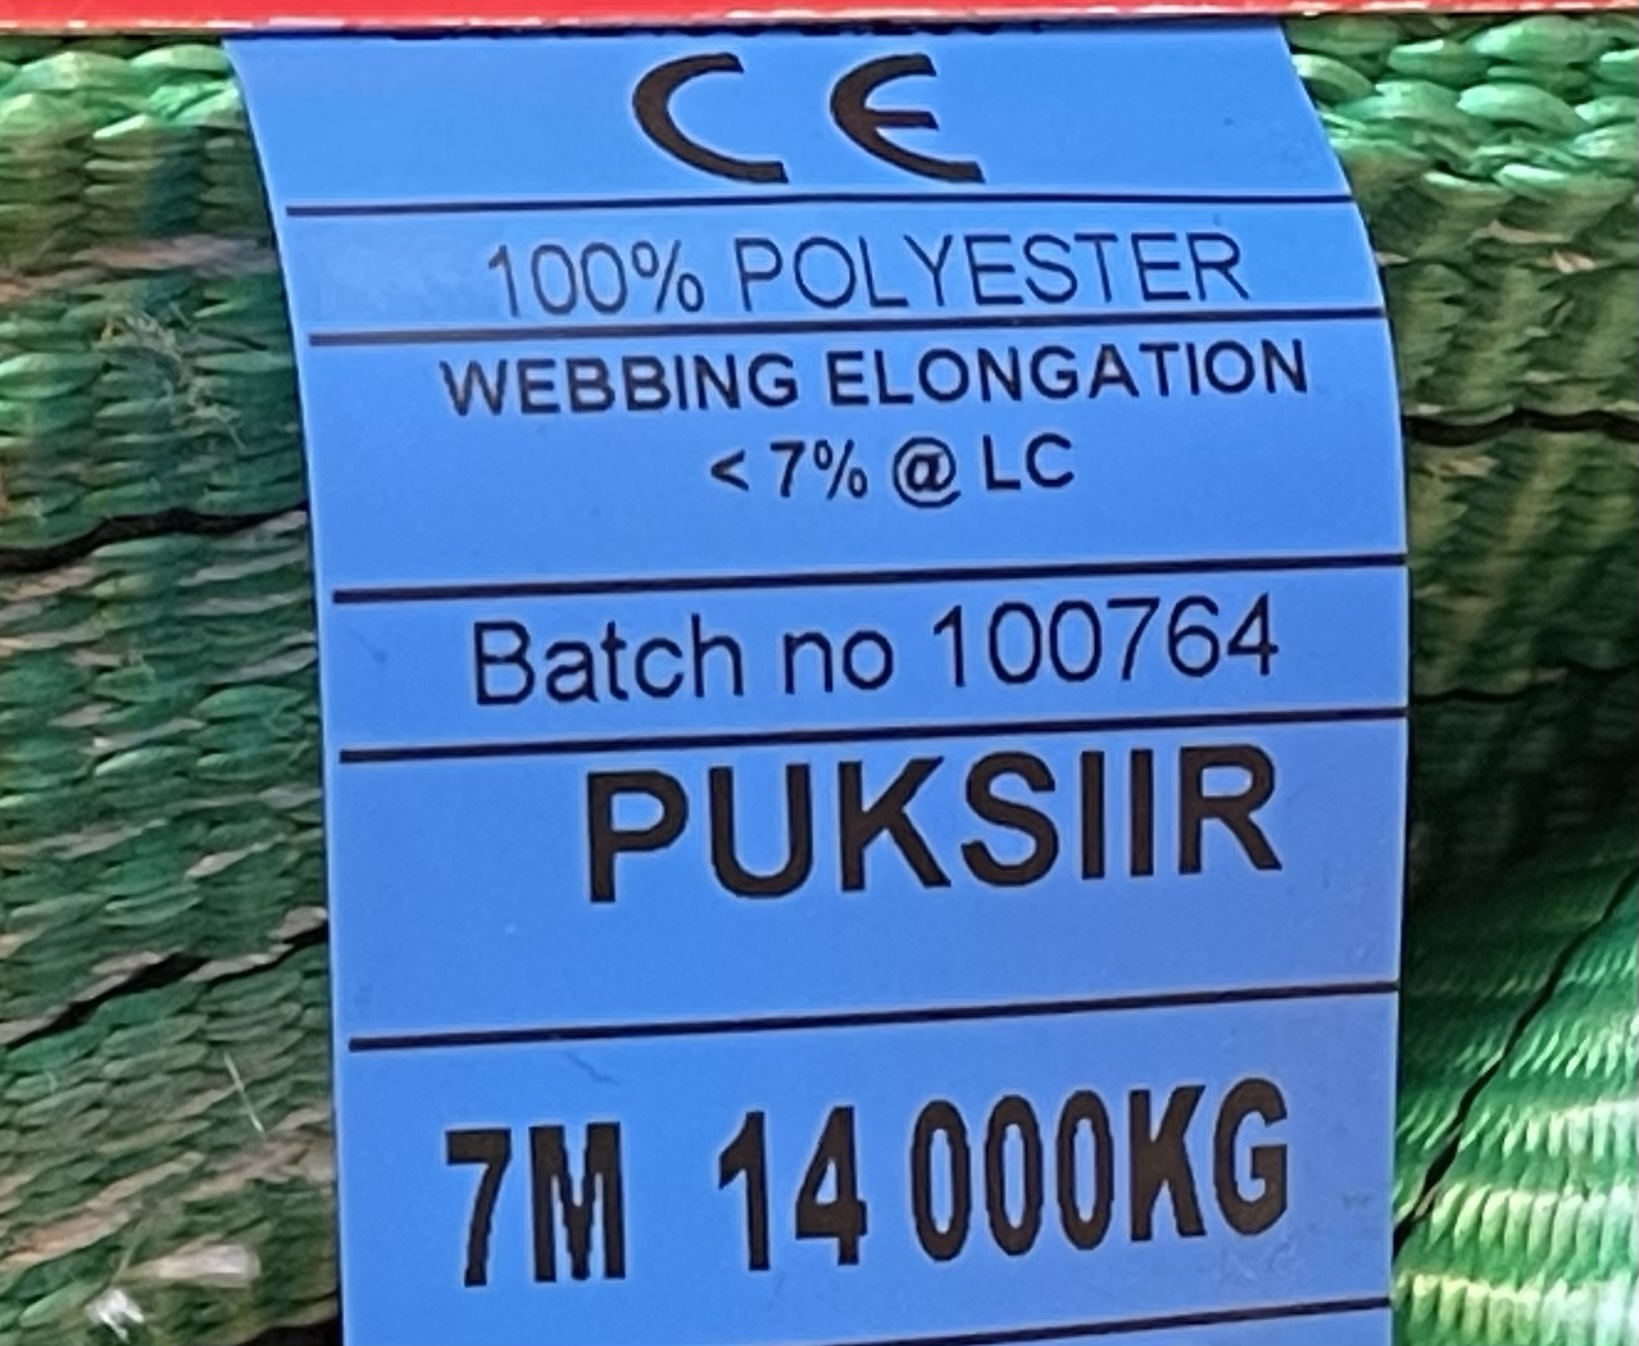 CE
100% POLYESTER
WEBBING ELONGATION
< 7% @ LC
Batch no 100764
PUKSIIR
7M 14 000KG